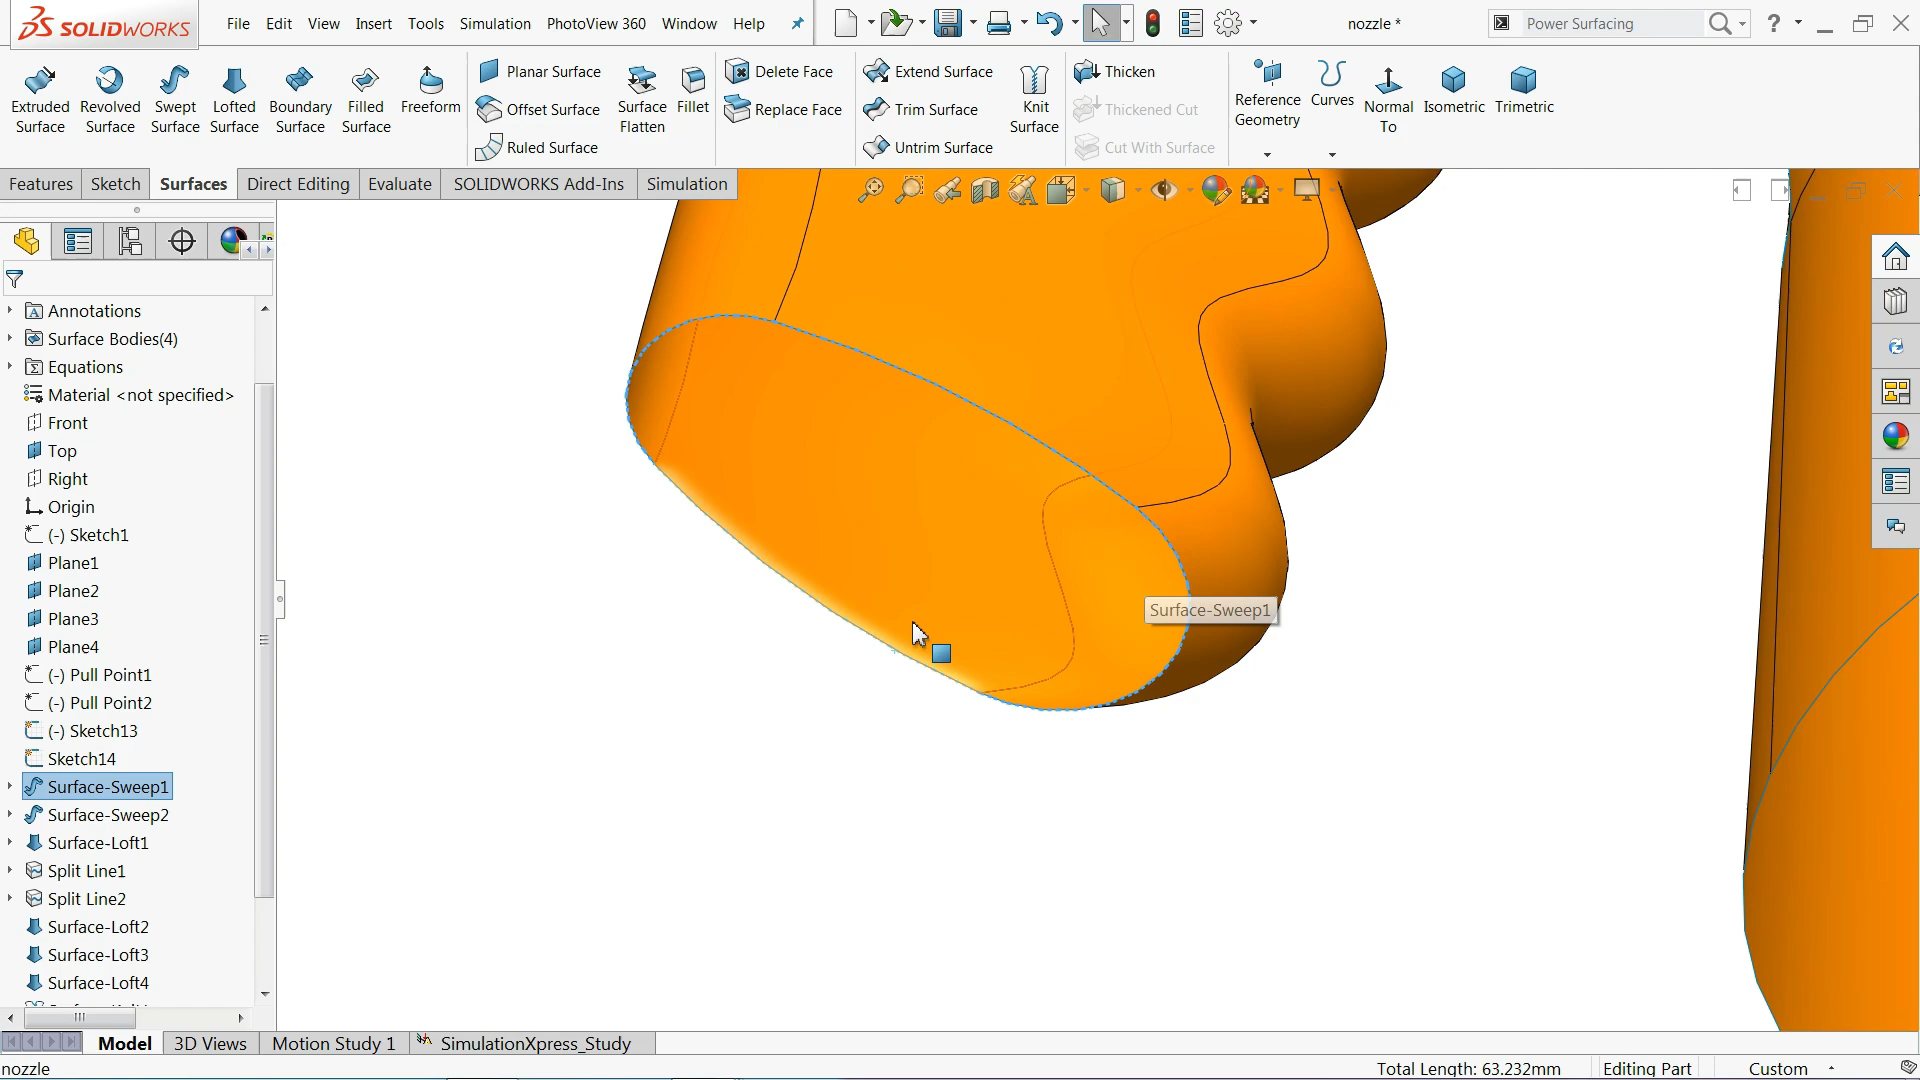 SOLIDWORKS File Edit View Insert Tools Simulation PhotoView 360 Window Help nozzle * Power Surfacing ?
Extruded Surface
Revolved Surface
Swept Surface
Lofted Surface
Boundary Surface
Filled Surface
Freeform
Planar Surface
Offset Surface
Ruled Surface
Surface Flatten
Fillet
Delete Face
Replace Face
Extend Surface
Trim Surface
Untrim Surface
Knit Surface
Thicken
Thickened Cut
Cut With Surface
Reference Geometry
Curves
Normal To
Isometric
Trimetric
Features Sketch Surfaces Direct Editing Evaluate SOLIDWORKS Add-Ins Simulation
Annotations
Surface Bodies(4)
Equations
Material <not specified>
Front
Top
Right
Origin
(-) Sketch1
Plane1
Plane2
Plane3
Plane4
(-) Pull Point1
(-) Pull Point2
(-) Sketch13
Sketch14
Surface-Sweep1
Surface-Sweep2
Surface-Loft1
Split Line1
Split Line2
Surface-Loft2
Surface-Loft3
Surface-Loft4
Surface-Sweep1
Model 3D Views Motion Study 1 SimulationXpress_Study
nozzle Total Length: 63.232mm Editing Part Custom